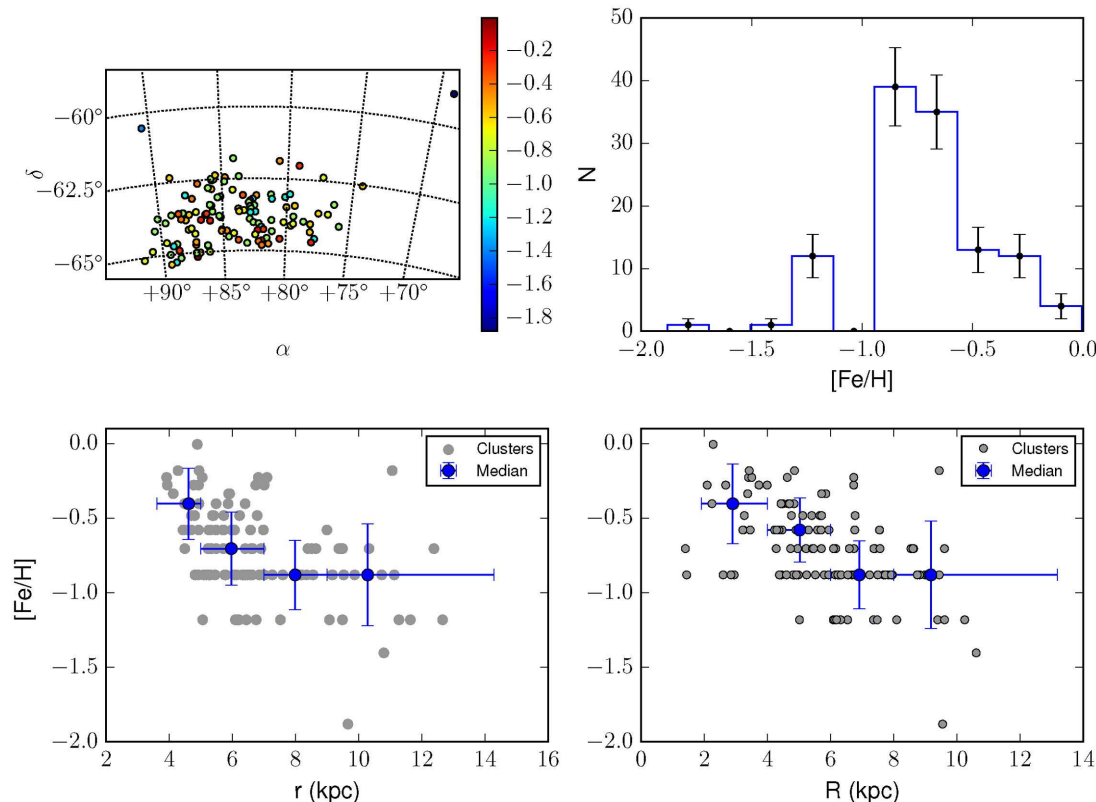 δ
−60°
−62.5°
−65°
+90° +85° +80° +75° +70°
α
−0.2
−0.4
−0.6
−0.8
−1.0
−1.2
−1.4
−1.6
−1.8
N
50
40
30
20
10
0
−2.0 −1.5 −1.0 −0.5 0.0
[Fe/H]
[Fe/H]
0.0
−0.5
−1.0
−1.5
−2.0
Clusters
Median
2 4 6 8 10 12 14 16
r (kpc)
0.0
−0.5
−1.0
−1.5
−2.0
Clusters
Median
0 2 4 6 8 10 12 14
R (kpc)